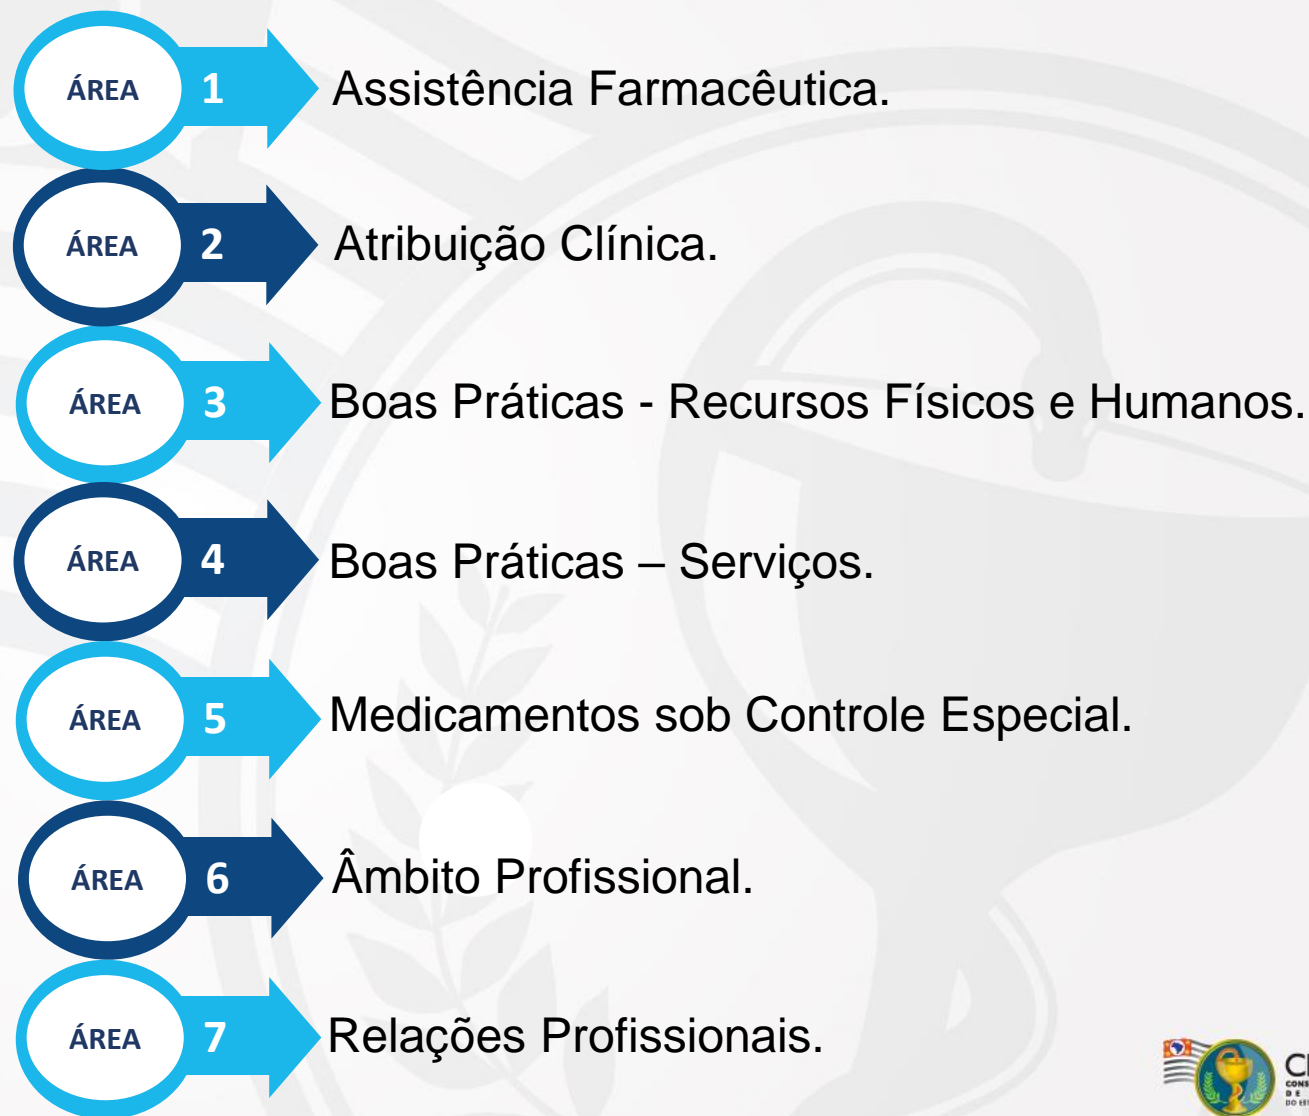 ÁREA 1 Assistência Farmacêutica.
ÁREA 2 Atribuição Clínica.
ÁREA 3 Boas Práticas - Recursos Físicos e Humanos.
ÁREA 4 Boas Práticas – Serviços.
ÁREA 5 Medicamentos sob Controle Especial.
ÁREA 6 Âmbito Profissional.
ÁREA 7 Relações Profissionais.